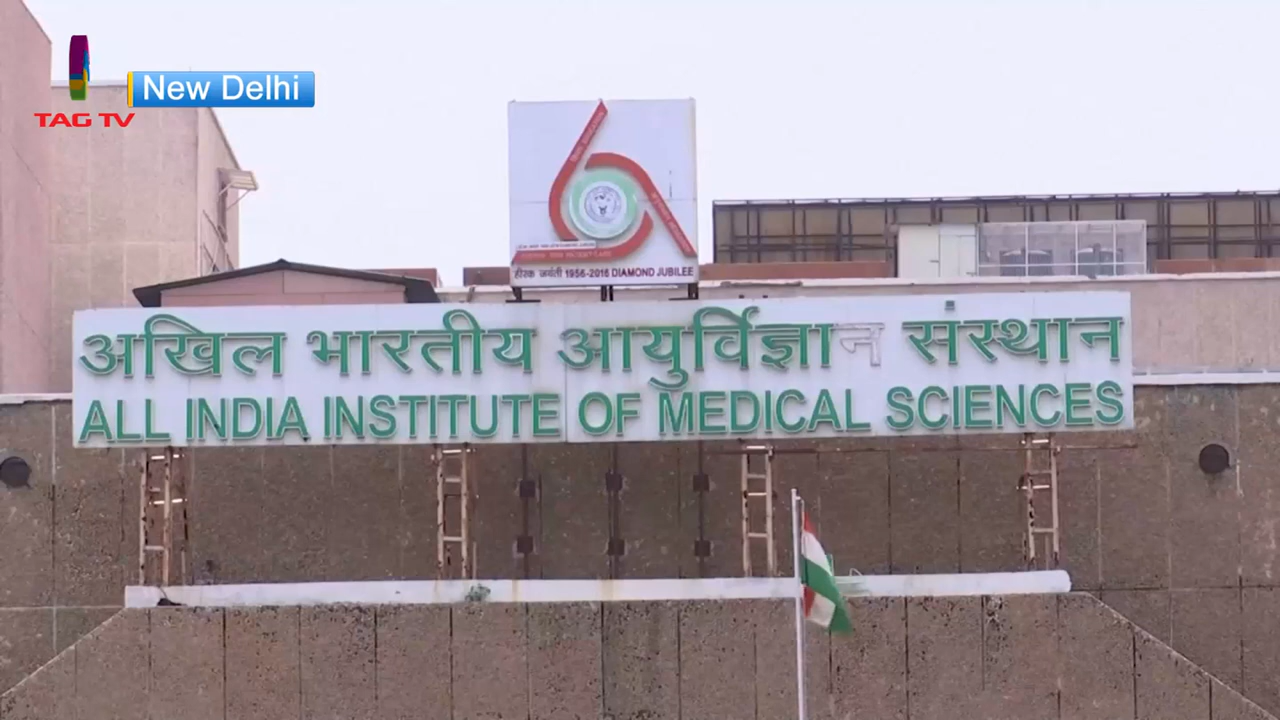 New Delhi
TAG TV
हीरक जयंती 1956-2016 DIAMOND JUBILEE
अखिल भारतीय आयुर्विज्ञान संस्थान
ALL INDIA INSTITUTE OF MEDICAL SCIENCES